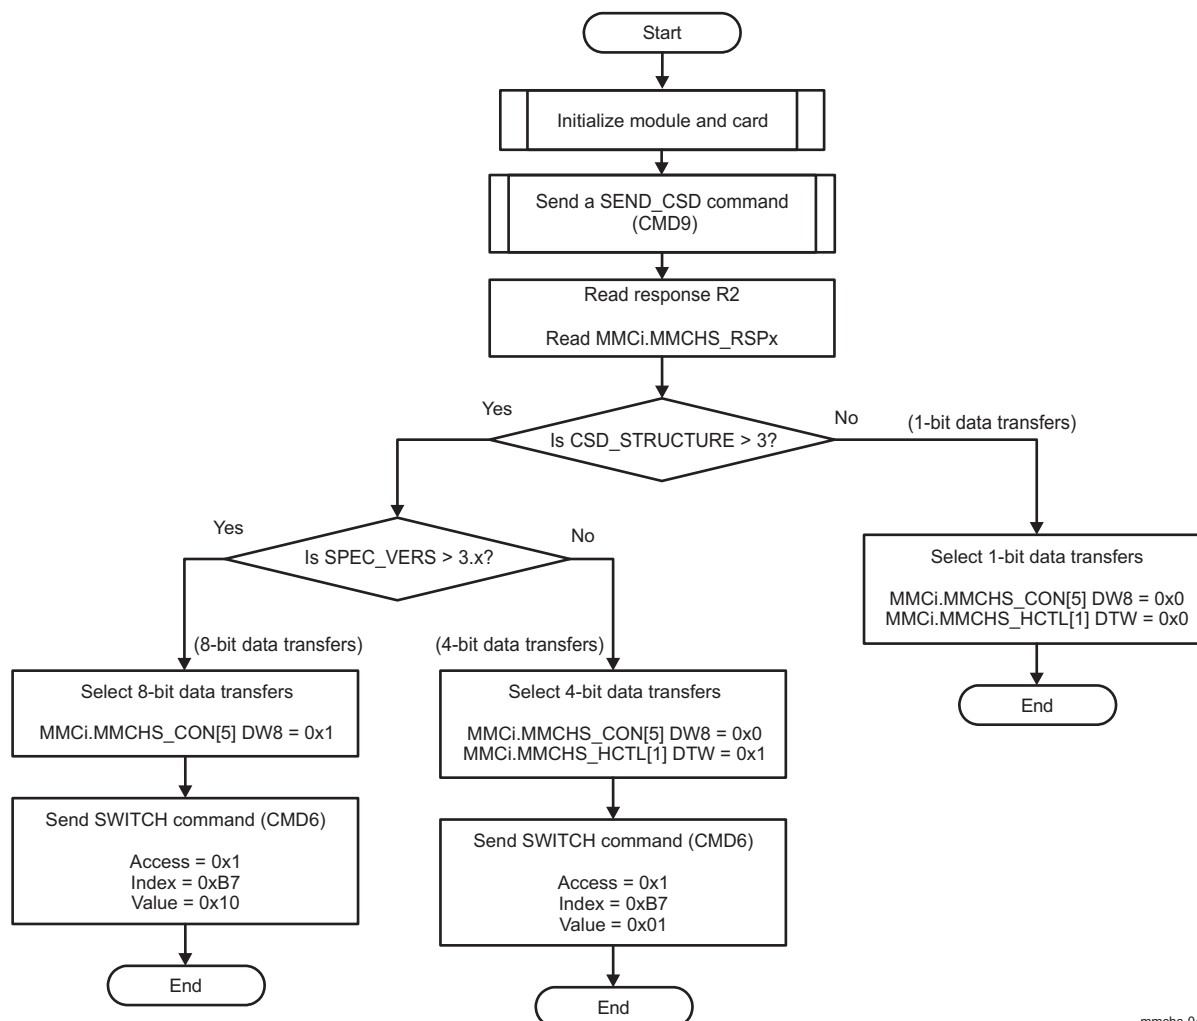 Start
Initialize module and card
Send a SEND_CSD command
(CMD9)
Read response R2
Read MMCi.MMCHS_RSPx
Yes
No
(1-bit data transfers)
Is CSD_STRUCTURE > 3?
Yes
No
Is SPEC_VERS > 3.x?
Select 1-bit data transfers
MMCi.MMCHS_CON[5] DW8 = 0x0
MMCi.MMCHS_HCTL[1] DTW = 0x0
End
(8-bit data transfers)
(4-bit data transfers)
Select 8-bit data transfers
MMCi.MMCHS_CON[5] DW8 = 0x1
Select 4-bit data transfers
MMCi.MMCHS_CON[5] DW8 = 0x0
MMCi.MMCHS_HCTL[1] DTW = 0x1
Send SWITCH command (CMD6)
Access = 0x1
Index = 0xB7
Value = 0x10
End
Send SWITCH command (CMD6)
Access = 0x1
Index = 0xB7
Value = 0x01
End